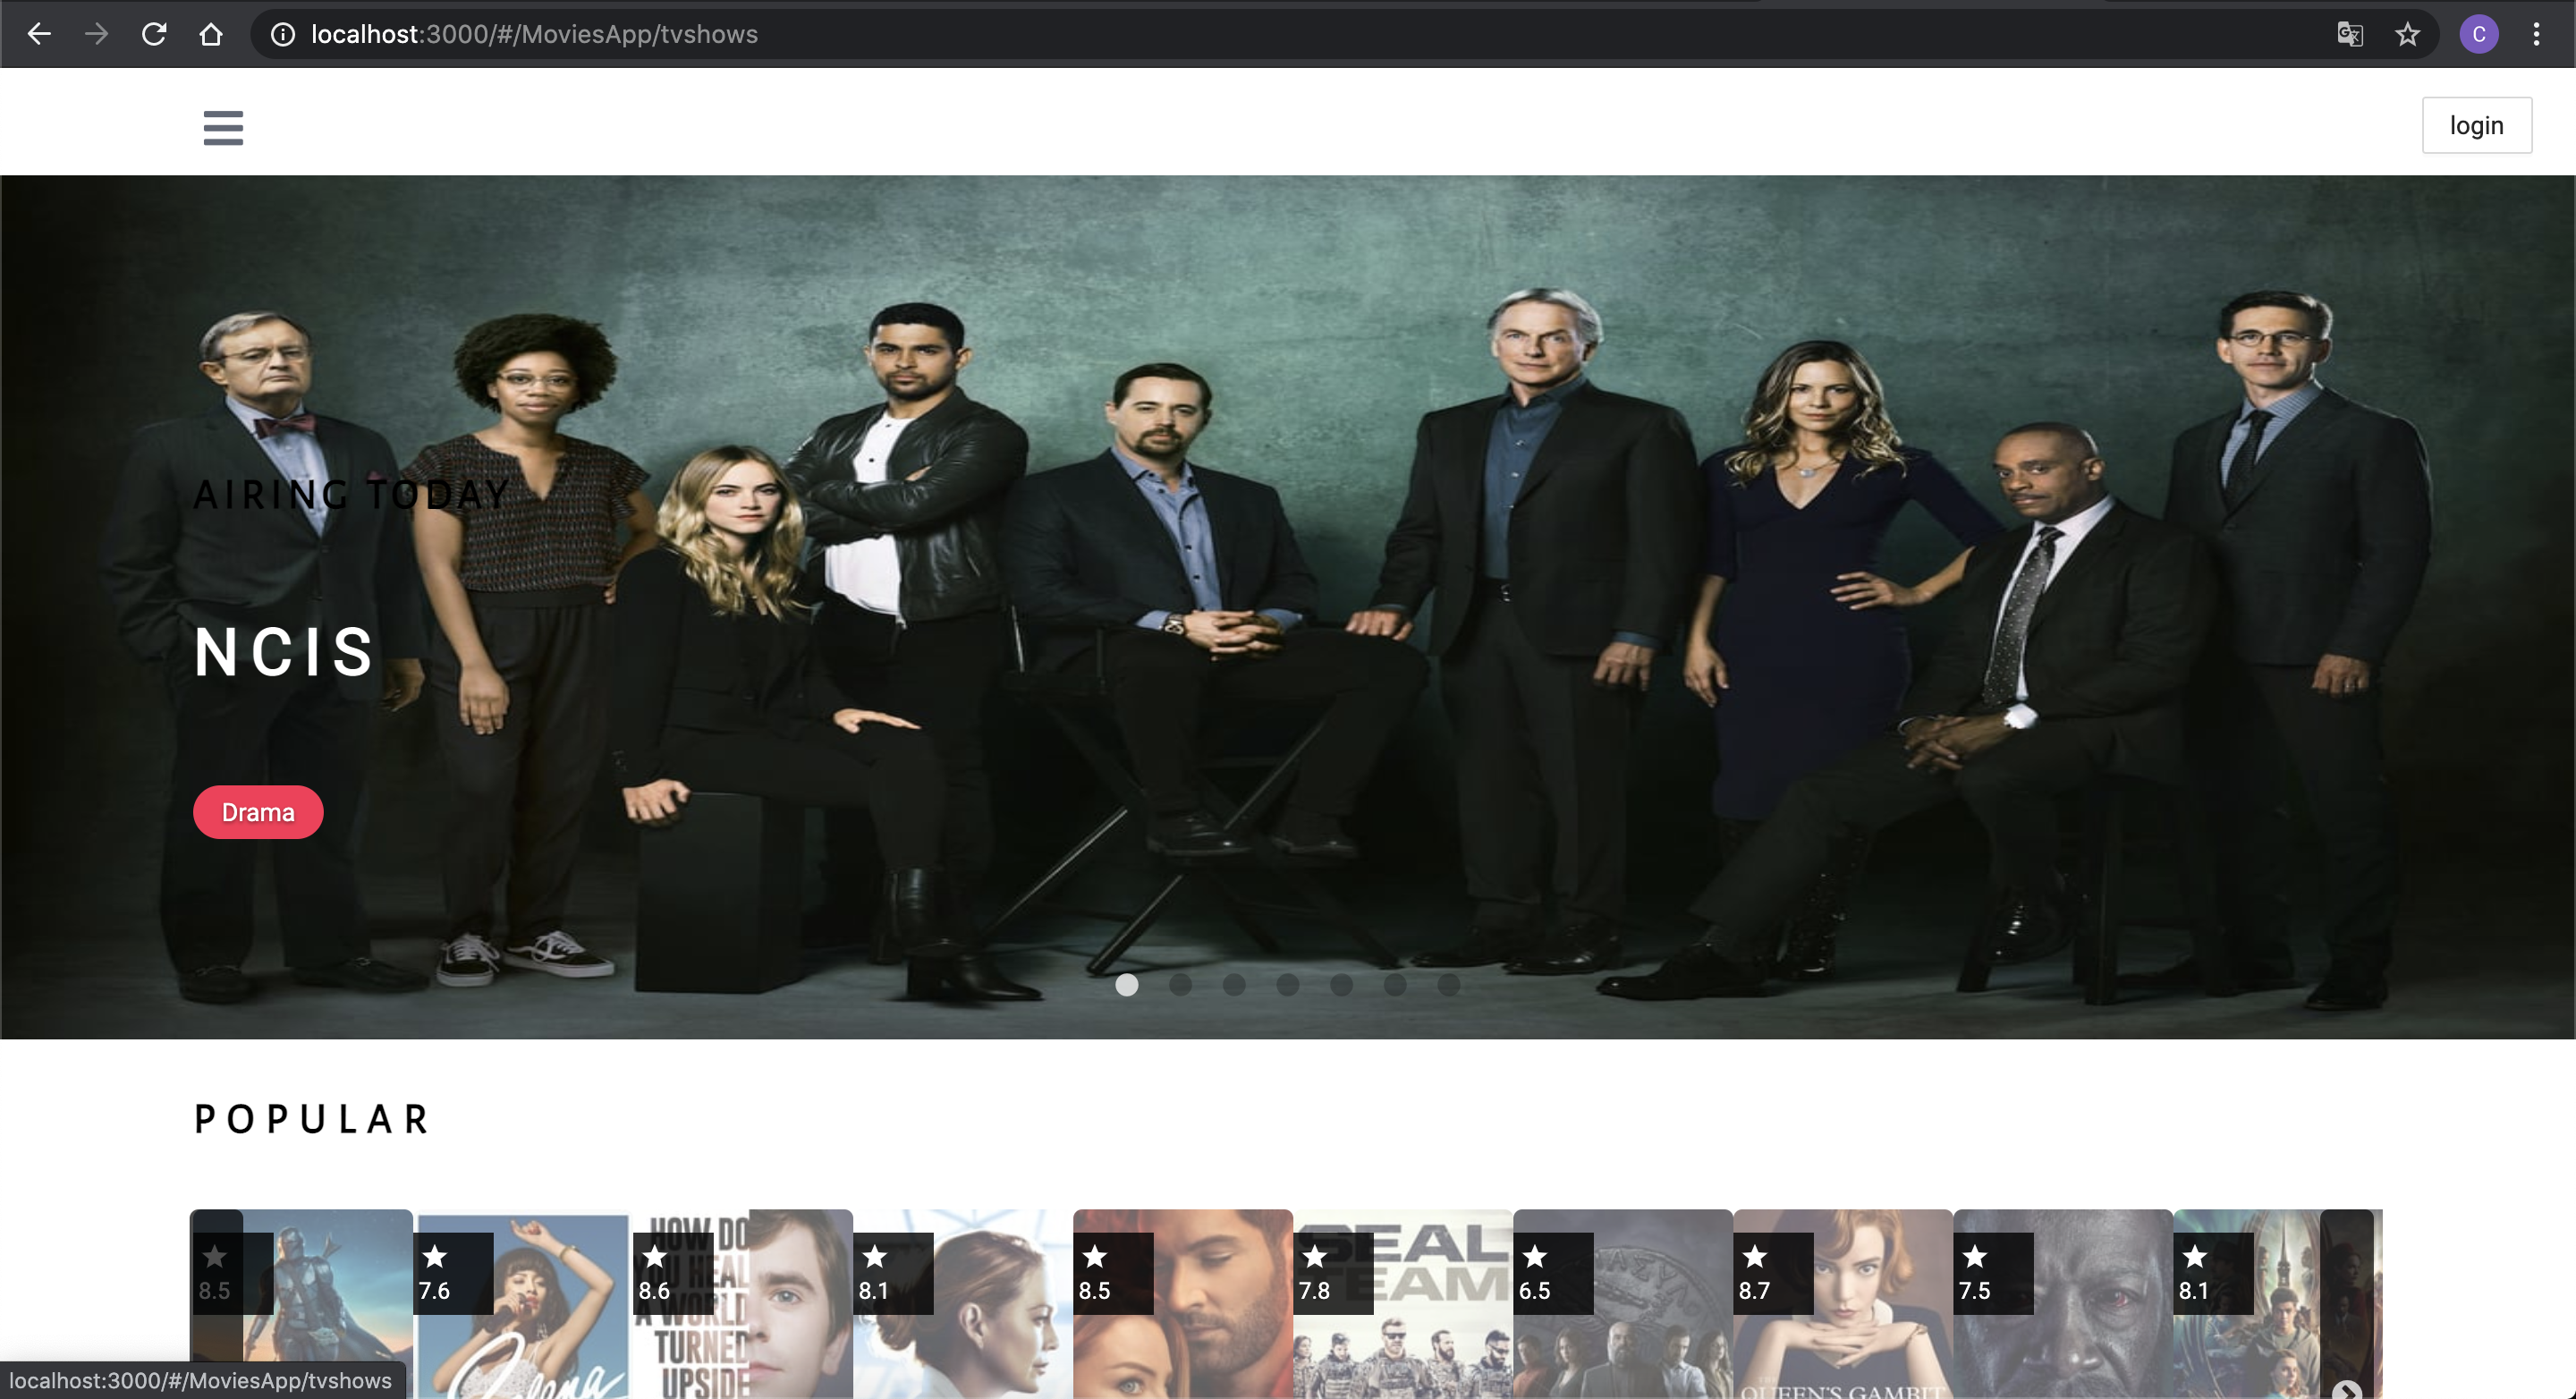 localhost:3000/#/MoviesApp/tvshows
C
login
AIRING TODAY
NCIS
Drama
POPULAR
8.5
7.6
8.6
8.1
8.5
7.8
6.5
8.7
7.5
8.1
HOW DO
YOU HEAL
A WORLD
TURNED
UPSIDE
Selena
SEAL
TEAM
QUEEN'S GAMBIT
localhost:3000/#/MoviesApp/tvshows